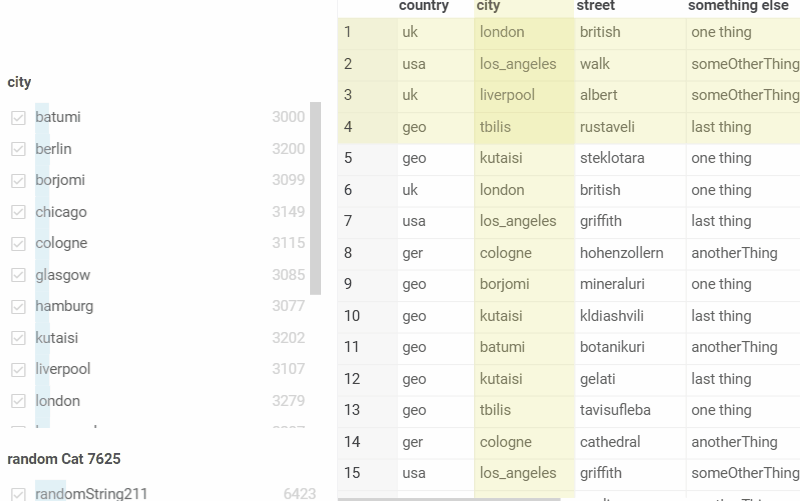 city
batumi 3000
berlin 3200
borjomi 3099
chicago 3149
cologne 3115
glasgow 3085
hamburg 3077
kutaisi 3202
liverpool 3107
london 3279
random Cat 7625
randomString211 6423
country city street something else
1 uk london british one thing
2 usa los_angeles walk someOtherThing
3 uk liverpool albert someOtherThing
4 geo tbilis rustaveli last thing
5 geo kutaisi steklotara one thing
6 uk london british one thing
7 usa los_angeles griffith last thing
8 ger cologne hohenzollern anotherThing
9 geo borjomi mineraluri one thing
10 geo kutaisi kldiashvili last thing
11 geo batumi botanikuri anotherThing
12 geo kutaisi gelati last thing
13 geo tbilis tavisufleba one thing
14 ger cologne cathedral anotherThing
15 usa los_angeles griffith someOtherThing